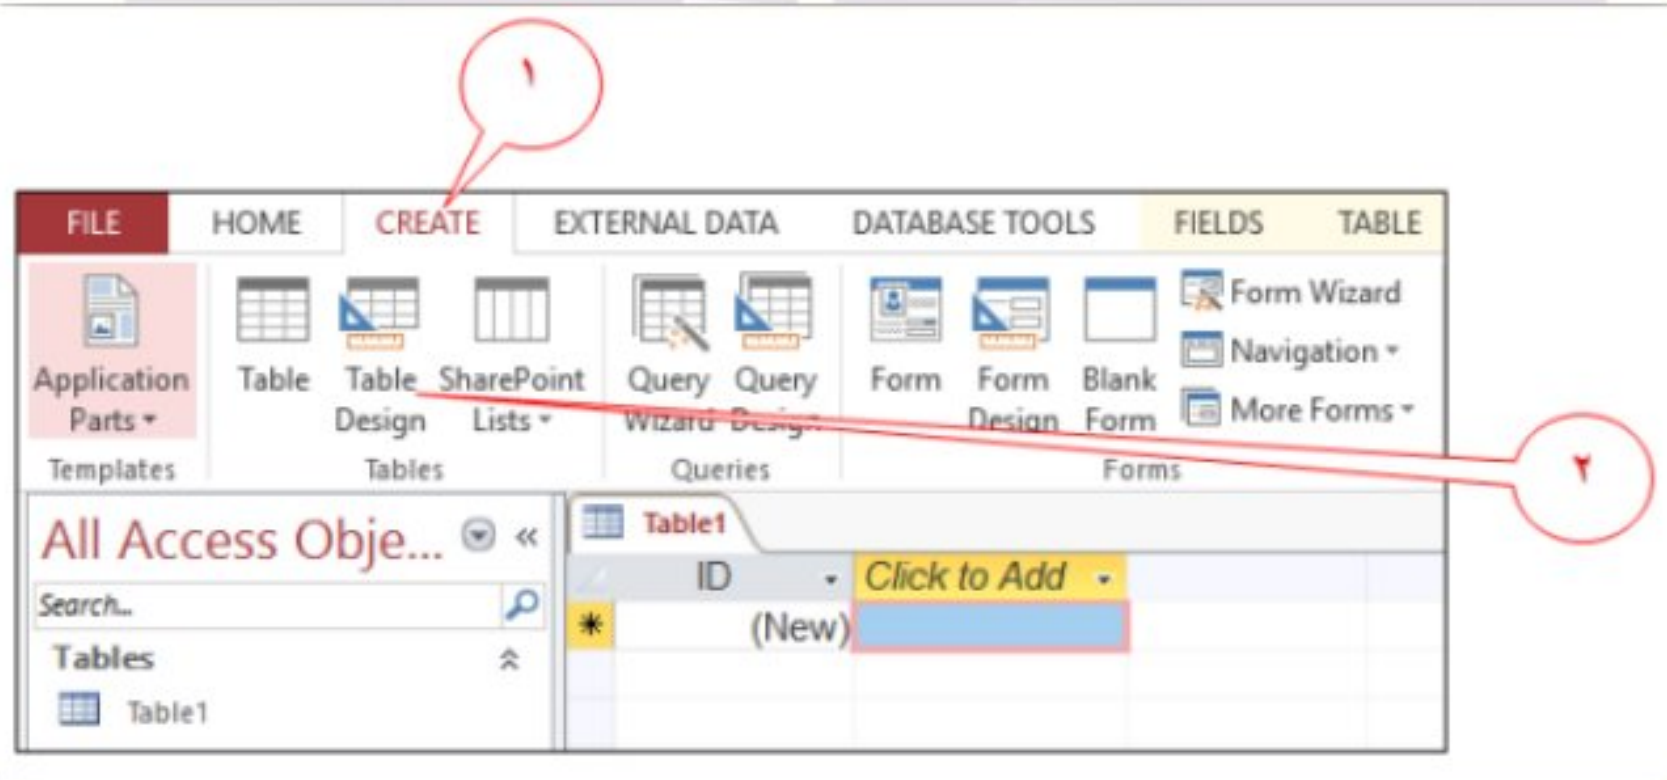 ١
FILE HOME CREATE EXTERNAL DATA DATABASE TOOLS FIELDS TABLE
Application Parts
Table
Table Design
SharePoint Lists
Query Wizard
Query Design
Form
Form Design
Blank Form
Form Wizard
Navigation
More Forms
Templates Tables Queries Forms
٢
All Access Obje... «
Search...
Tables
Table1
Table1
ID Click to Add
* (New)